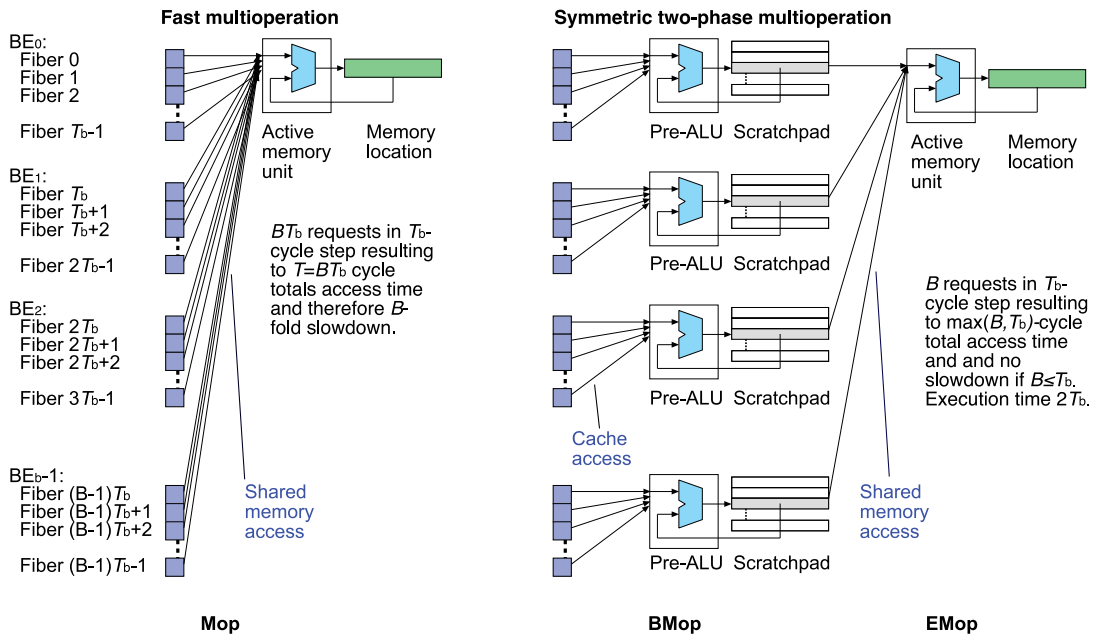 Fast multioperation
BE0:
Fiber 0
Fiber 1
Fiber 2
Fiber Tb-1
Active
memory
unit
Memory
location
BE1:
Fiber Tb
Fiber Tb+1
Fiber Tb+2
Fiber 2Tb-1
BTb requests in Tb-
cycle step resulting
to T=BTb cycle
totals access time
and therefore B-
fold slowdown.
BE2:
Fiber 2Tb
Fiber 2Tb+1
Fiber 2Tb+2
Fiber 3Tb-1
BEb-1:
Fiber (B-1)Tb
Fiber (B-1)Tb+1
Fiber (B-1)Tb+2
Fiber (B-1)Tb-1
Shared
memory
access
Mop
Symmetric two-phase multioperation
Pre-ALU Scratchpad
Pre-ALU Scratchpad
Pre-ALU Scratchpad
Cache
access
Pre-ALU Scratchpad
Active
memory
unit
Memory
location
B requests in Tb-
cycle step resulting
to max(B,Tb)-cycle
total access time
and and no
slowdown if B≤Tb.
Execution time 2Tb.
Shared
memory
access
BMop
EMop